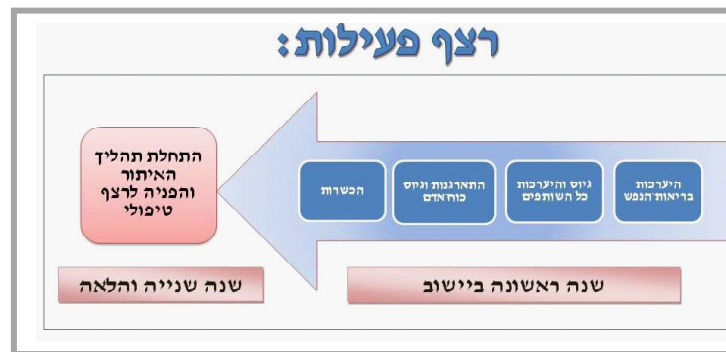 רצף פעילות:
היערכות
בריאות הנפש
גיוס והיערכות
כל השותפים
התארגנות וגיוס
כוח אדם
הכשרות
התחלת תהליך
האיתור
והפניה לרצף
טיפולי
שנה ראשונה ביישוב
שנה שנייה והלאה